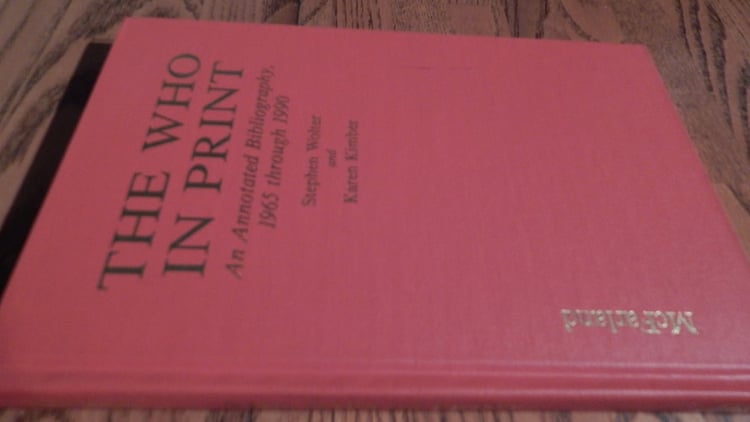 THE WHO
IN PRINT
An Annotated Bibliography,
1965 through 1990
Stephen Wolter
and
Karen Kimber
McFarland